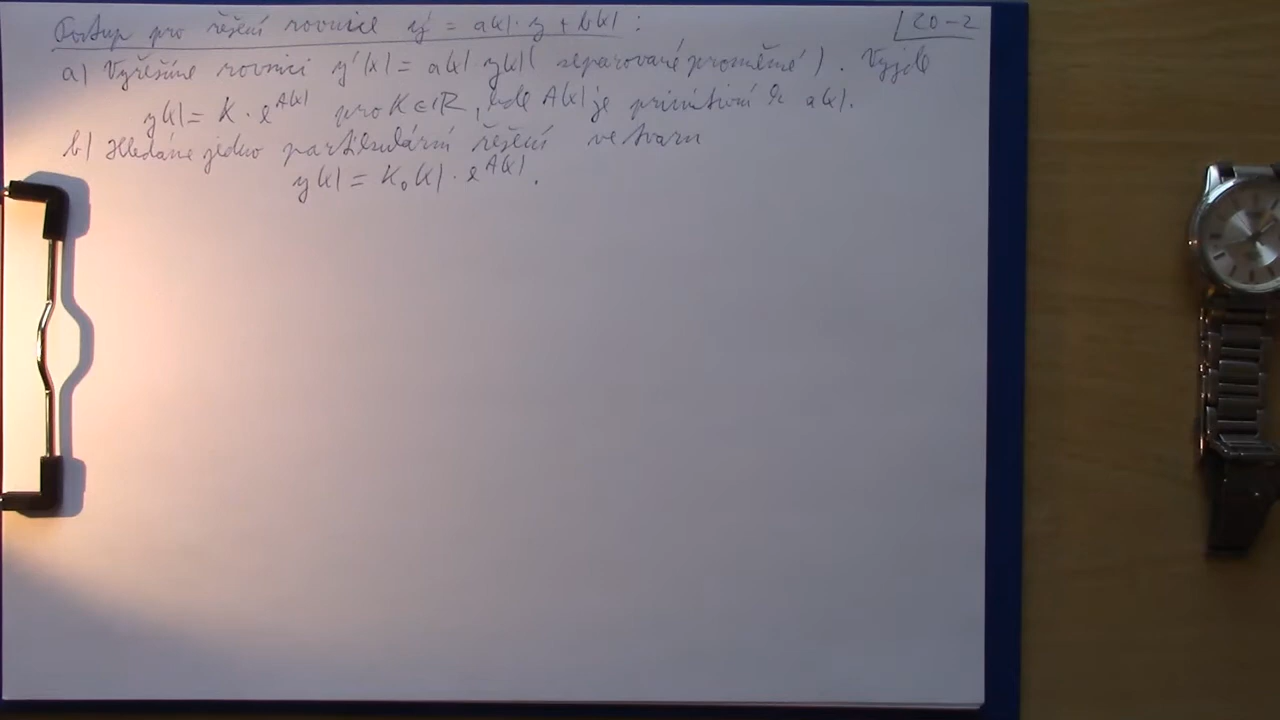 Postup pro řešení rovnice y' = a(x)·y + b(x) :
20-2
a) Vyřešíme rovnici y'(x) = a(x)·y(x) (separované proměnné). Vyjde
y(x) = K · e^{A(x)} pro K ∈ ℝ, kde A(x) je primitivní k a(x).
b) Hledáme jedno partikulární řešení ve tvaru
y(x) = K₀(x) · e^{A(x)}.